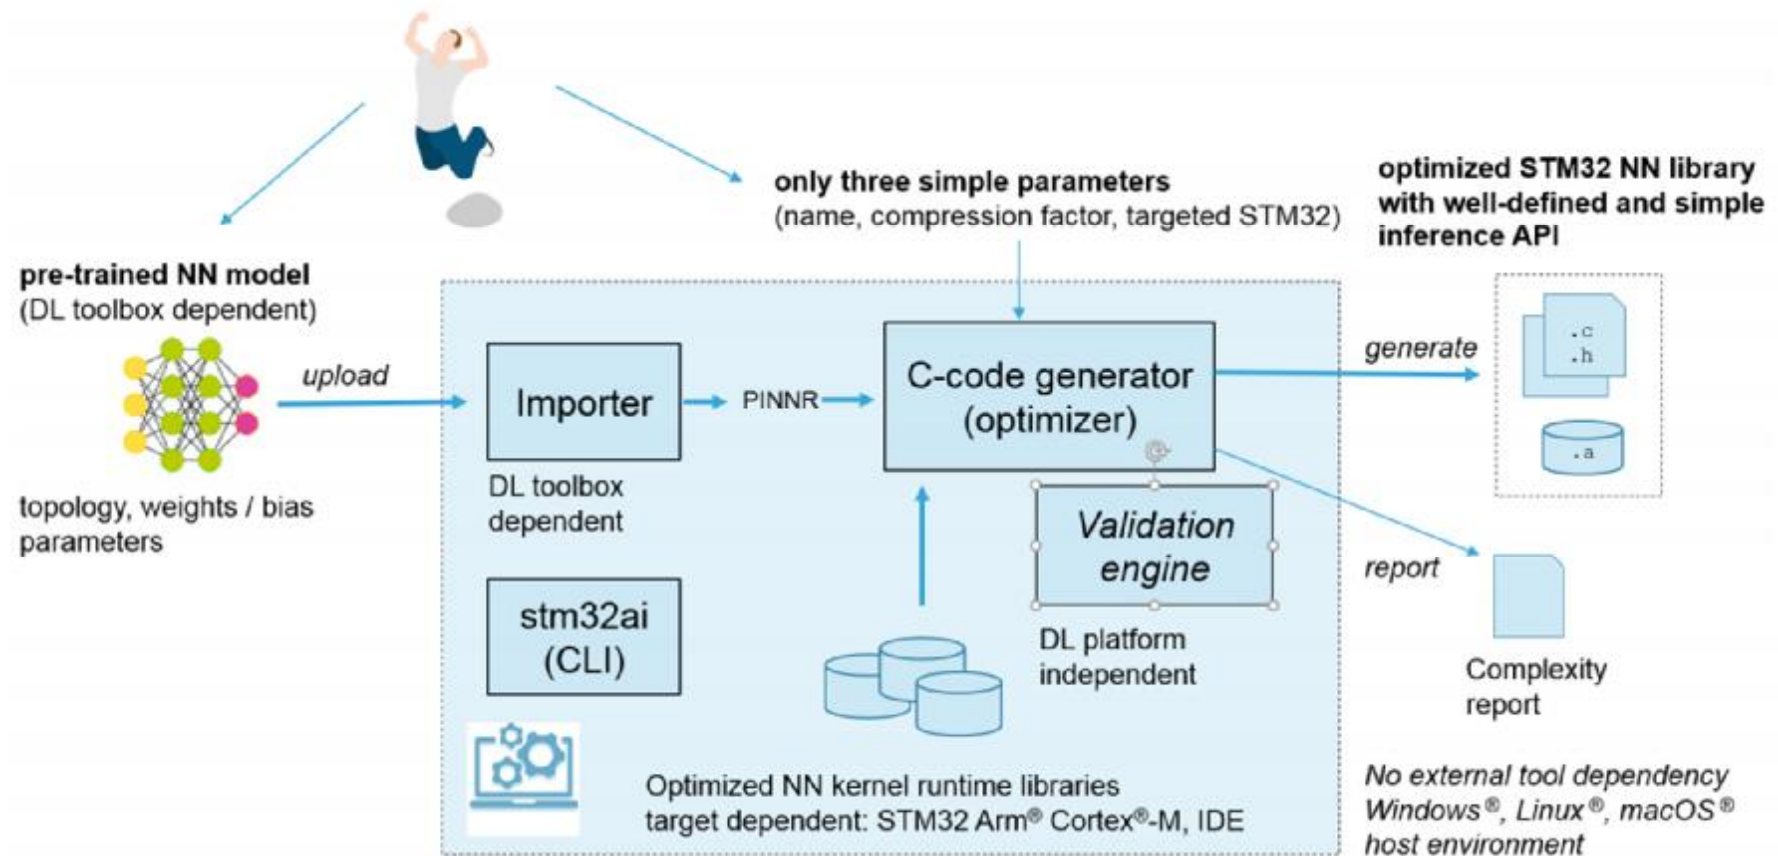 only three simple parameters
(name, compression factor, targeted STM32)
optimized STM32 NN library
with well-defined and simple
inference API
pre-trained NN model
(DL toolbox dependent)
upload
topology, weights / bias
parameters
Importer
DL toolbox
dependent
PINNR
C-code generator
(optimizer)
generate
.c
.h
.a
Validation
engine
DL platform
independent
report
Complexity
report
stm32ai
(CLI)
Optimized NN kernel runtime libraries
target dependent: STM32 Arm® Cortex®-M, IDE
No external tool dependency
Windows®, Linux®, macOS®
host environment